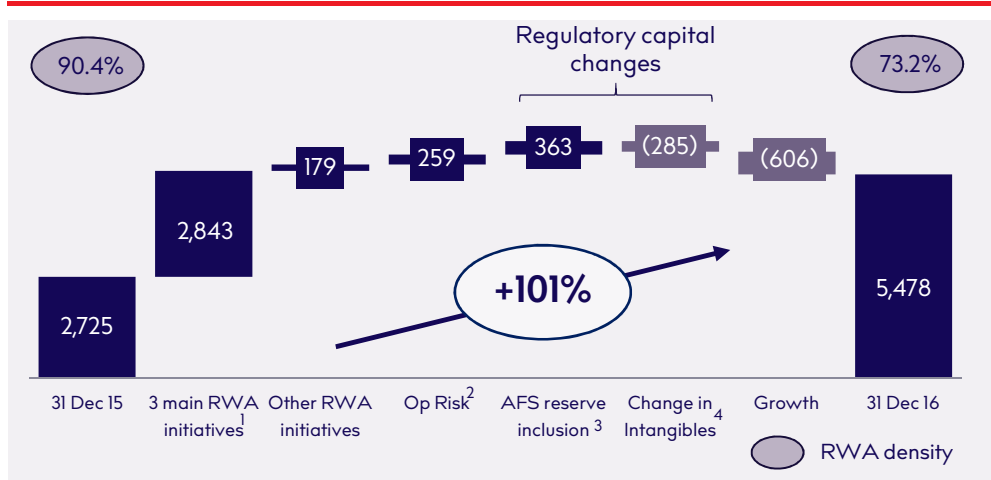 Regulatory capital
changes
90.4%
73.2%
2,725
2,843
179
259
363
(285)
(606)
5,478
+101%
31 Dec 15
3 main RWA
initiatives1
Other RWA
initiatives
Op Risk2
AFS reserve
inclusion 3
Change in
Intangibles4
Growth
31 Dec 16
RWA density